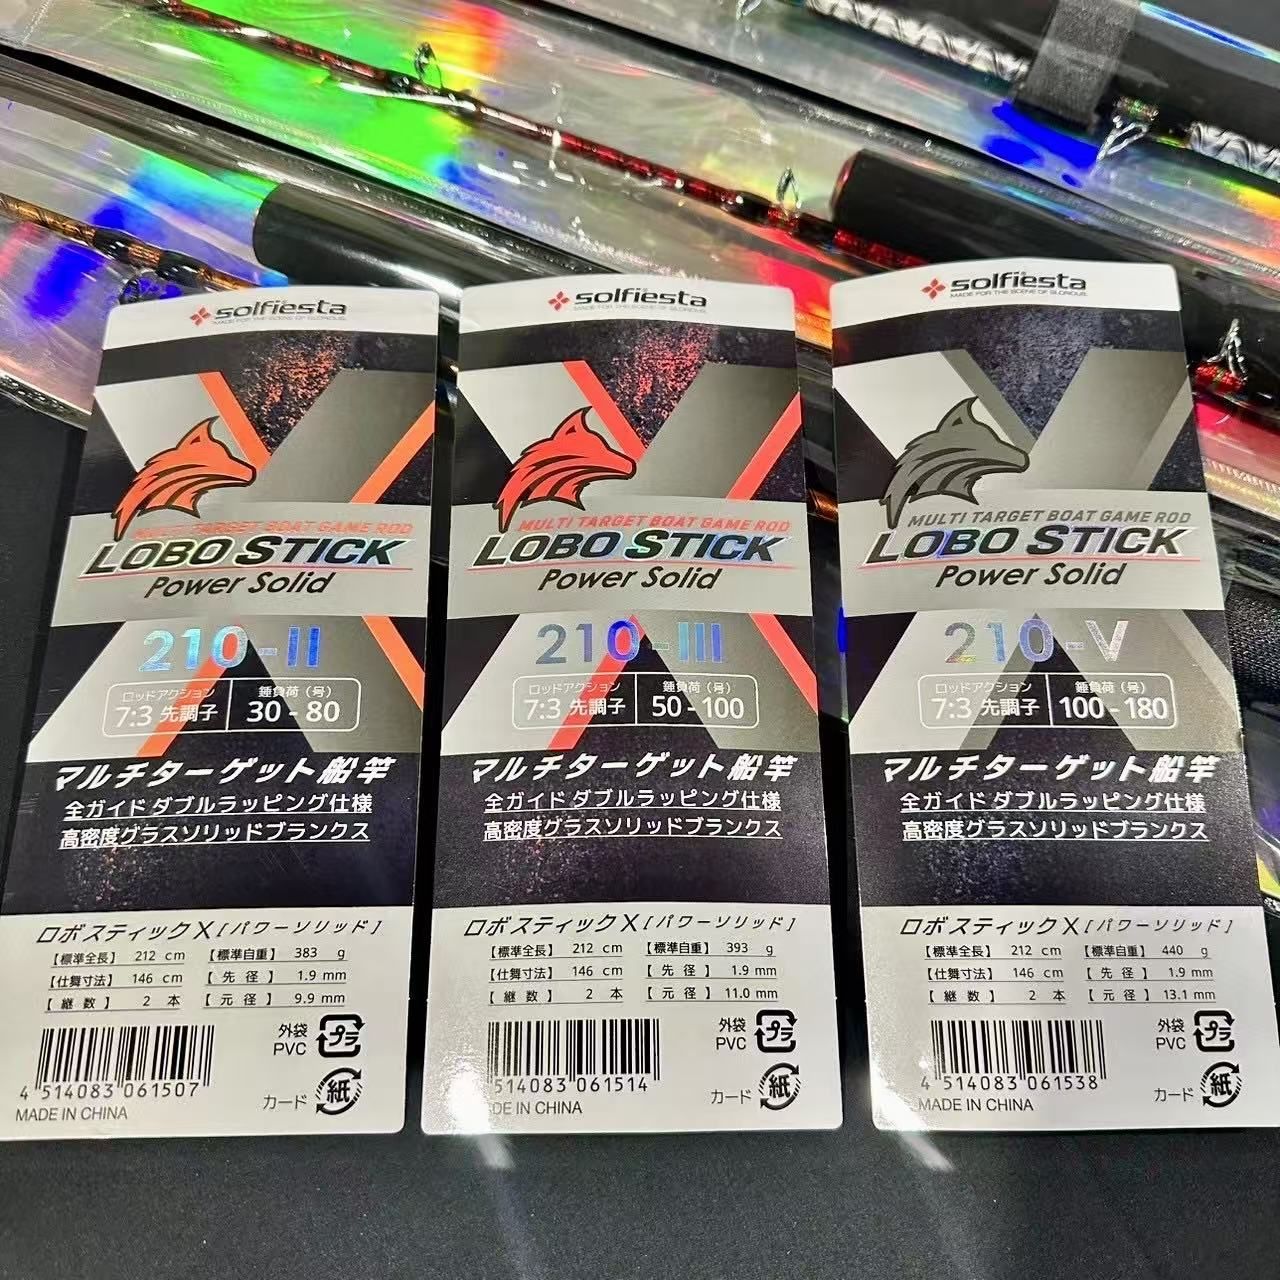 solfiesta
MADE FOR THE SCENE OF GLORIOUS.
MULTI TARGET BOAT GAME ROD
LOBO STICK
Power Solid
210-II
ロッドアクション
7:3 先調子
錘負荷（号）
30 - 80
マルチターゲット船竿
全ガイド ダブルラッピング仕様
高密度グラスソリッドブランクス
ロボスティックX [パワーソリッド]
【標準全長】 212 cm 【標準自重】 383 g
【仕舞寸法】 146 cm 【先径】 1.9 mm
【継数】 2 本 【元径】 9.9 mm
外袋
PVC
プラ
カード
紙
4 514083 061507
MADE IN CHINA
solfiesta
MADE FOR THE SCENE OF GLORIOUS.
MULTI TARGET BOAT GAME ROD
LOBO STICK
Power Solid
210-III
ロッドアクション
7:3 先調子
錘負荷（号）
50 - 100
マルチターゲット船竿
全ガイド ダブルラッピング仕様
高密度グラスソリッドブランクス
ロボスティックX [パワーソリッド]
【標準全長】 212 cm 【標準自重】 393 g
【仕舞寸法】 146 cm 【先径】 1.9 mm
【継数】 2 本 【元径】 11.0 mm
外袋
PVC
プラ
カード
紙
514083 061514
DE IN CHINA
solfiesta
MADE FOR THE SCENE OF GLORIOUS.
MULTI TARGET BOAT GAME ROD
LOBO STICK
Power Solid
210-V
ロッドアクション
7:3 先調子
錘負荷（号）
100 - 180
マルチターゲット船竿
全ガイド ダブルラッピング仕様
高密度グラスソリッドブランクス
ロボスティックX [パワーソリッド]
【標準全長】 212 cm 【標準自重】 440 g
【仕舞寸法】 146 cm 【先径】 1.9 mm
【継数】 2 本 【元径】 13.1 mm
外袋
PVC
プラ
カード
紙
4 514083 061538
MADE IN CHINA